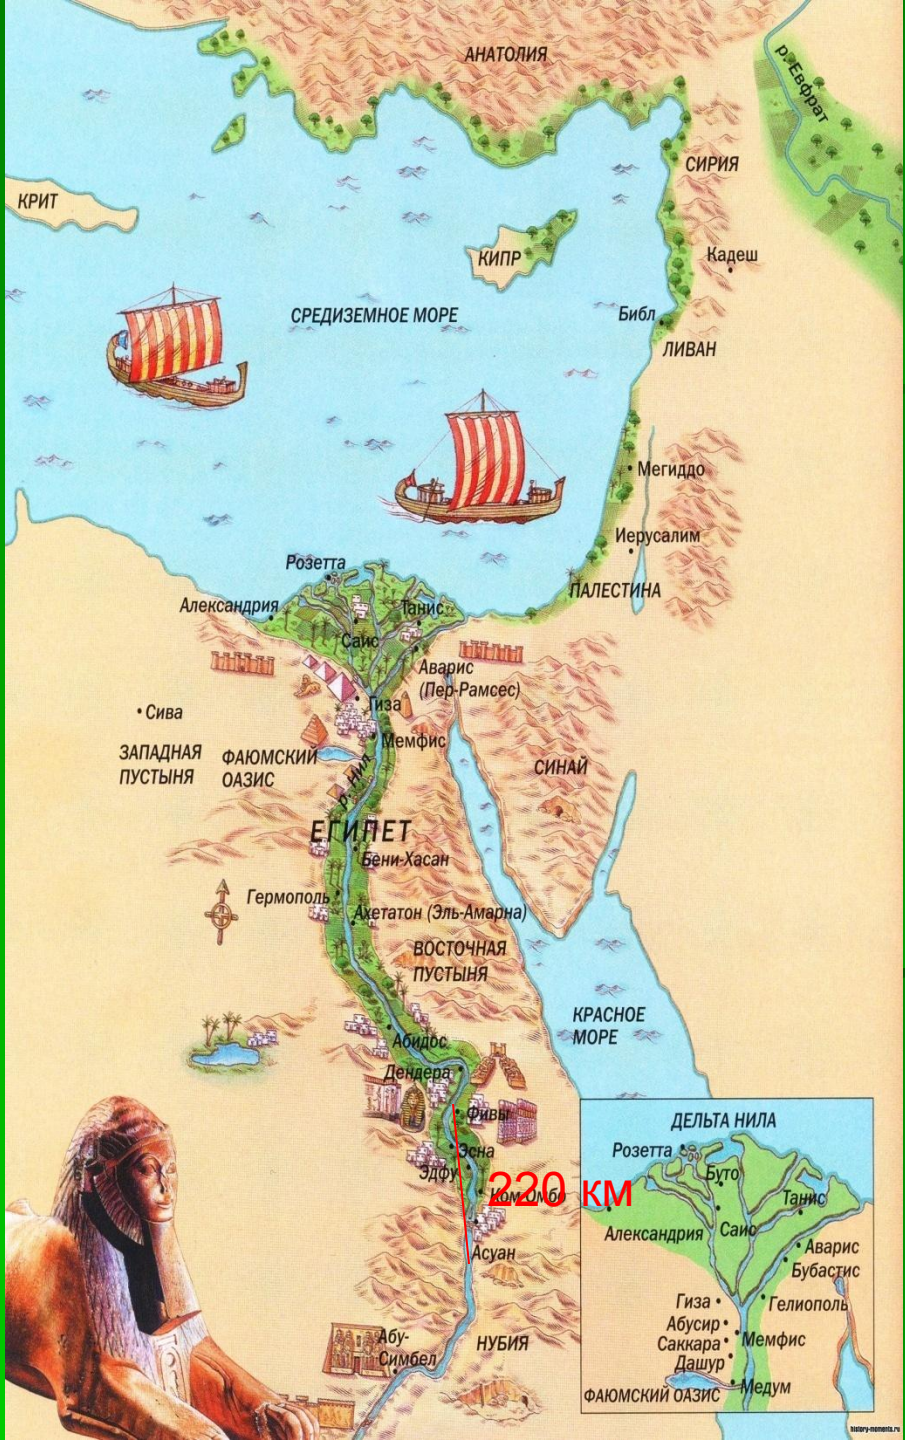 АНАТОЛИЯ
р. Евфрат
СИРИЯ
КРИТ
КИПР
Кадеш
СРЕДИЗЕМНОЕ МОРЕ
Библ
ЛИВАН
Мегиддо
Иерусалим
ПАЛЕСТИНА
Розетта
Александрия
Танис
Саис
Аварис
(Пер-Рамсес)
Гиза
Сива
Мемфис
ЗАПАДНАЯ
ПУСТЫНЯ
ФАЮМСКИЙ
ОАЗИС
р. Нил
СИНАЙ
ЕГИПЕТ
Бени-Хасан
Гермополь
Ахетатон (Эль-Амарна)
ВОСТОЧНАЯ
ПУСТЫНЯ
КРАСНОЕ
МОРЕ
Абидос
Дендера
Фивы
Эсна
Эдфу
Ком-Омбо
220 км
Асуан
Абу-
Симбел
НУБИЯ
ДЕЛЬТА НИЛА
Розетта
Буто
Танис
Александрия
Саис
Аварис
Бубастис
Гиза
Гелиополь
Абусир
Саккара
Мемфис
Дашур
Медум
ФАЮМСКИЙ ОАЗИС
history-moments.ru